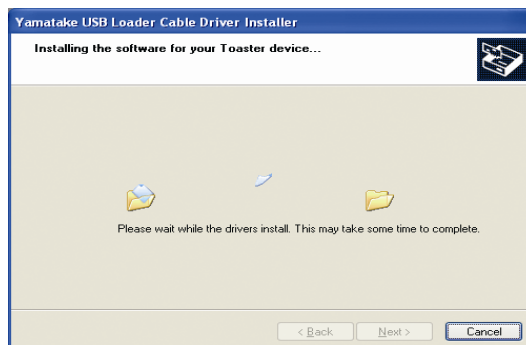 Yamatake USB Loader Cable Driver Installer
Installing the software for your Toaster device...
Please wait while the drivers install. This may take some time to complete.
< Back Next > Cancel